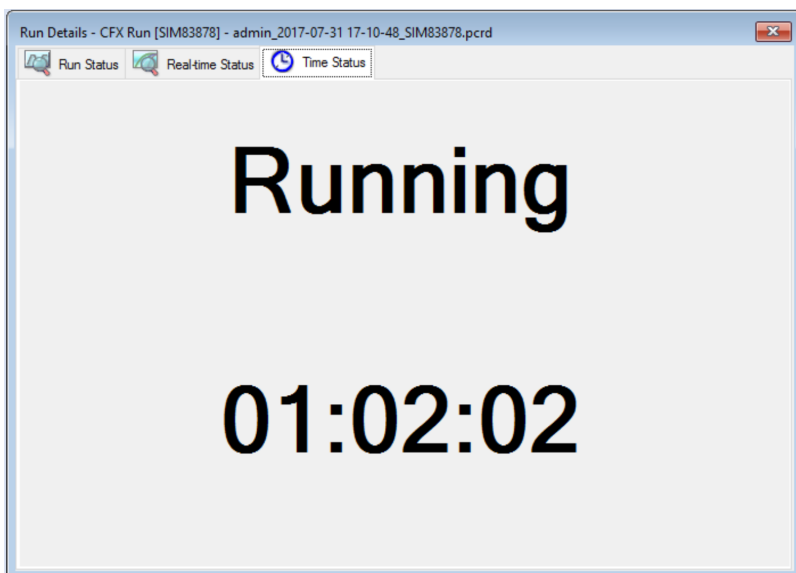 Run Details - CFX Run [SIM83878] - admin_2017-07-31 17-10-48_SIM83878.pcrd
Run Status Real-time Status Time Status
Running
01:02:02